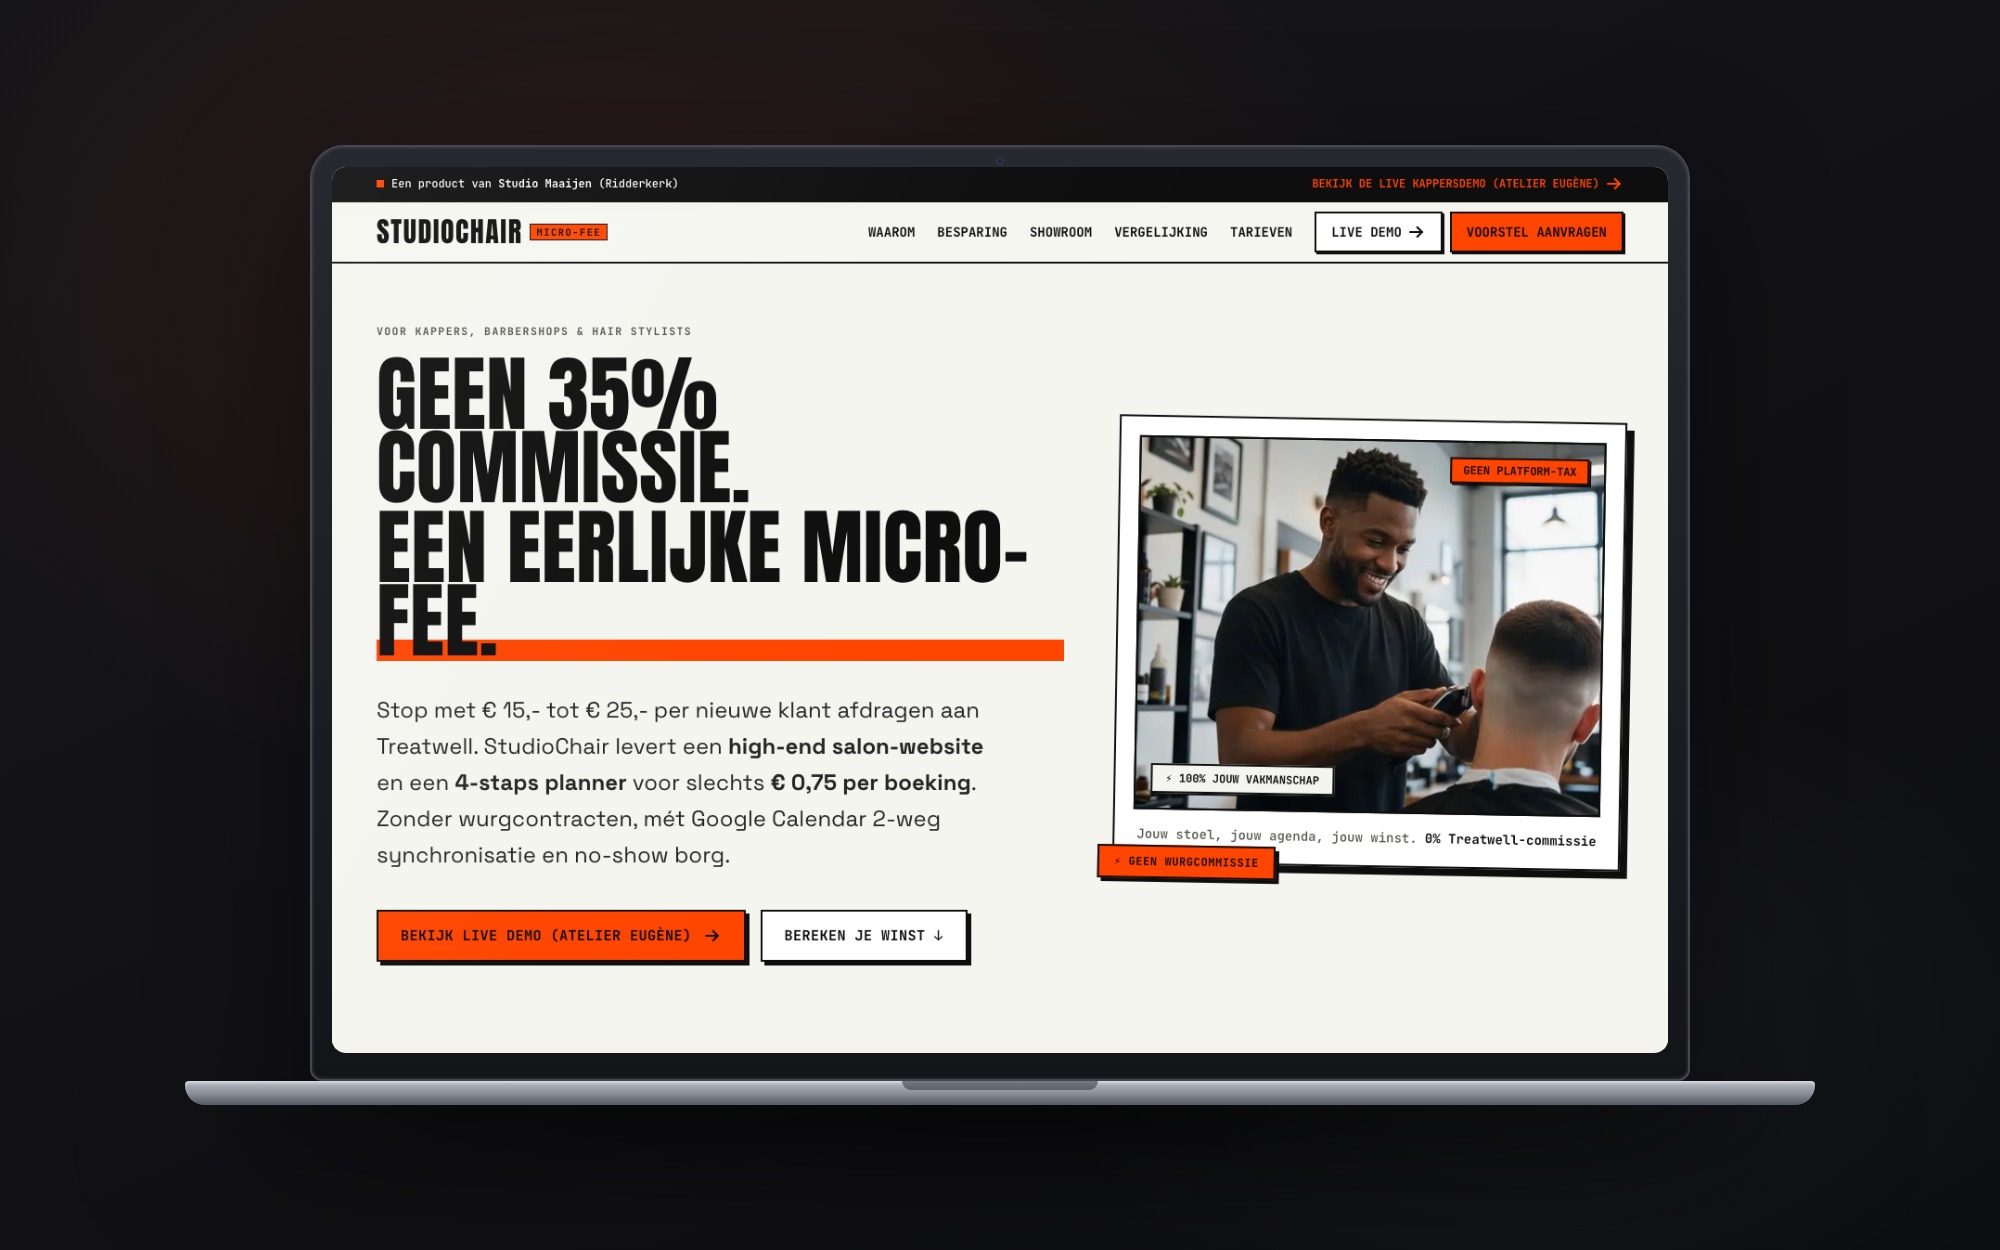 Een product van Studio Maaijen (Ridderkerk)
BEKIJK DE LIVE KAPPERSDEMO (ATELIER EUGÈNE) →
STUDIOCHAIR MICRO-FEE
WAAROM BESPARING SHOWROOM VERGELIJKING TARIEVEN LIVE DEMO → VOORSTEL AANVRAGEN
VOOR KAPPERS, BARBERSHOPS & HAIR STYLISTS
GEEN 35%
COMMISSIE.
EEN EERLIJKE MICRO-
FEE.
Stop met € 15,- tot € 25,- per nieuwe klant afdragen aan
Treatwell. StudioChair levert een high-end salon-website
en een 4-staps planner voor slechts € 0,75 per boeking.
Zonder wurgcontracten, mét Google Calendar 2-weg
synchronisatie en no-show borg.
BEKIJK LIVE DEMO (ATELIER EUGÈNE) →
BEREKEN JE WINST ↓
GEEN PLATFORM-TAX
⚡ 100% JOUW VAKMANSCHAP
Jouw stoel, jouw agenda, jouw winst. 0% Treatwell-commissie
⚡ GEEN WURGCOMMISSIE